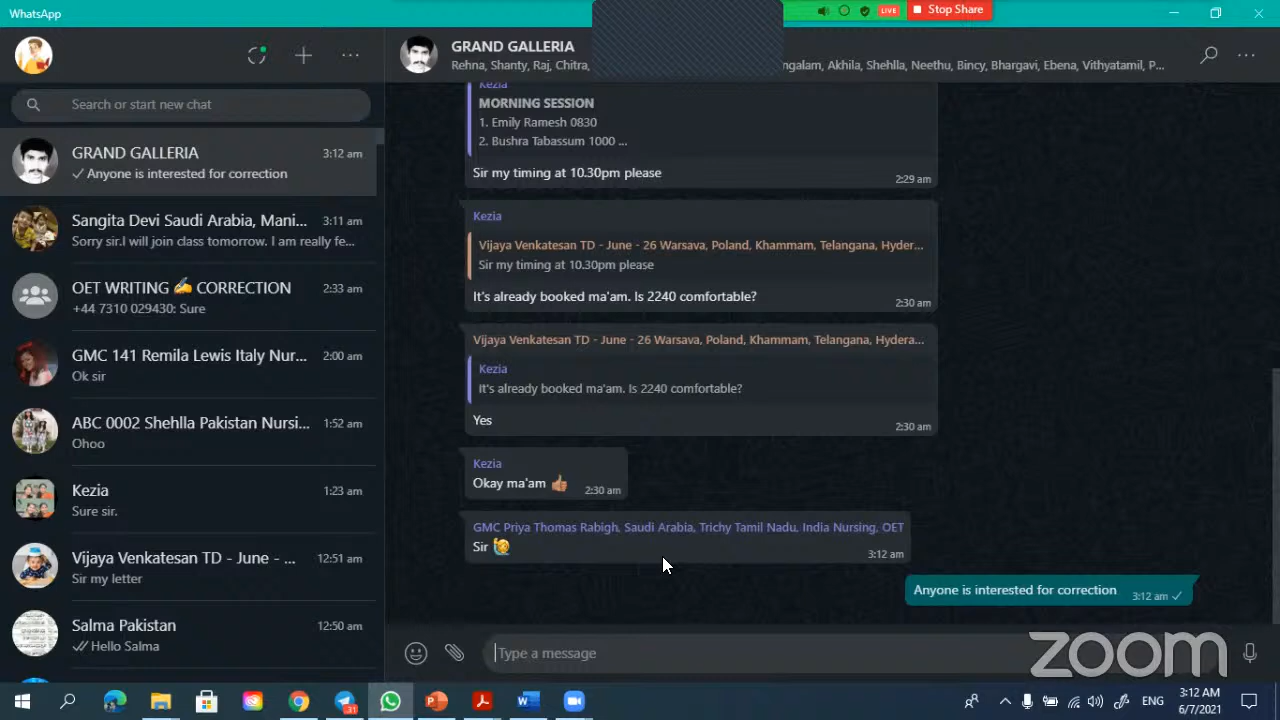 WhatsApp
LIVE
Stop Share
Search or start new chat
GRAND GALLERIA
3:12 am
Anyone is interested for correction
Sangita Devi Saudi Arabia, Mani...
3:11 am
Sorry sir.I will join class tomorrow. I am really fe...
OET WRITING ✍ CORRECTION
2:33 am
+44 7310 029430: Sure
GMC 141 Remila Lewis Italy Nur...
2:00 am
Ok sir
ABC 0002 Shehlla Pakistan Nursi...
1:52 am
Ohoo
Kezia
1:23 am
Sure sir.
Vijaya Venkatesan TD - June - ...
12:51 am
Sir my letter
Salma Pakistan
12:50 am
Hello Salma
GRAND GALLERIA
Rehna, Shanty, Raj, Chitra, ngalam, Akhila, Shehlla, Neethu, Bincy, Bhargavi, Ebena, Vithyatamil, P...
Kezia
MORNING SESSION
1. Emily Ramesh 0830
2. Bushra Tabassum 1000 ...
Sir my timing at 10.30pm please
2:29 am
Kezia
Vijaya Venkatesan TD - June - 26 Warsava, Poland, Khammam, Telangana, Hyder...
Sir my timing at 10.30pm please
It's already booked ma'am. Is 2240 comfortable?
2:30 am
Vijaya Venkatesan TD - June - 26 Warsava, Poland, Khammam, Telangana, Hydera...
Kezia
It's already booked ma'am. Is 2240 comfortable?
Yes
2:30 am
Kezia
Okay ma'am 👍🏽
2:30 am
GMC Priya Thomas Rabigh, Saudi Arabia, Trichy Tamil Nadu, India Nursing, OET
Sir 🙋
3:12 am
Anyone is interested for correction
3:12 am
Type a message
zoom
31
ENG
3:12 AM
6/7/2021